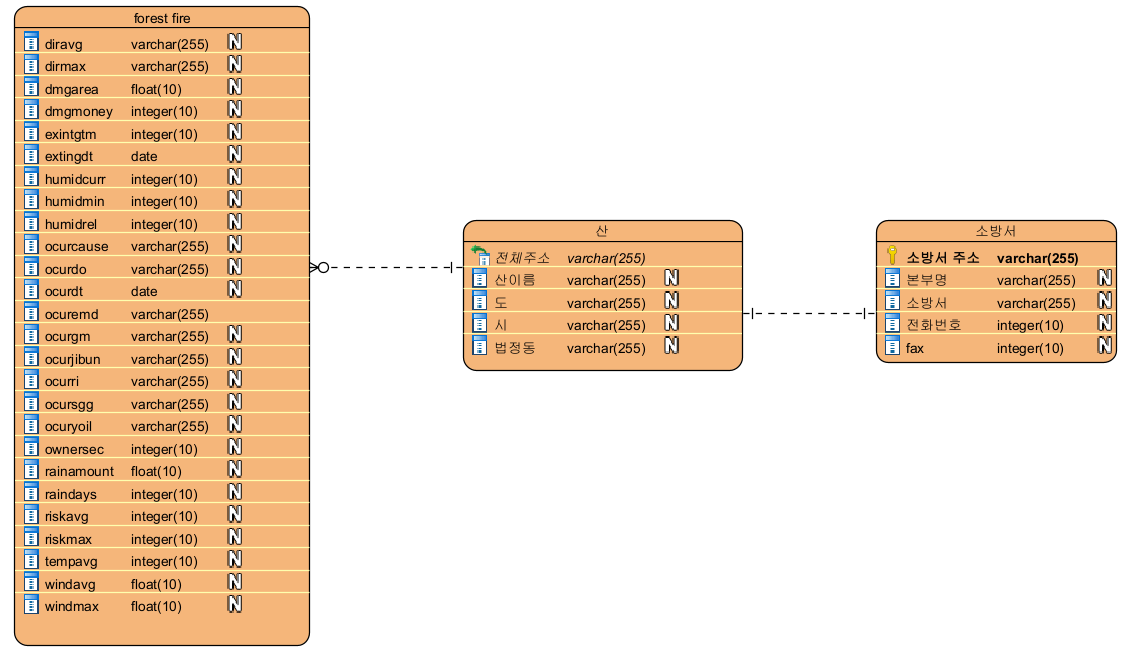 forest fire
diravg varchar(255) N
dirmax varchar(255) N
dmgarea float(10) N
dmgmoney integer(10) N
exintgtm integer(10) N
extingdt date N
humidcurr integer(10) N
humidmin integer(10) N
humidrel integer(10) N
ocurcause varchar(255) N
ocurdo varchar(255) N
ocurdt date N
ocuremd varchar(255)
ocurgm varchar(255) N
ocurjibun varchar(255) N
ocurri varchar(255) N
ocursgg varchar(255) N
ocuryoil varchar(255) N
ownersec integer(10) N
rainamount float(10) N
raindays integer(10) N
riskavg integer(10) N
riskmax integer(10) N
tempavg integer(10) N
windavg float(10) N
windmax float(10) N
산
전체주소 varchar(255)
산이름 varchar(255) N
도 varchar(255) N
시 varchar(255) N
법정동 varchar(255) N
소방서
소방서 주소 varchar(255)
본부명 varchar(255) N
소방서 varchar(255) N
전화번호 integer(10) N
fax integer(10) N